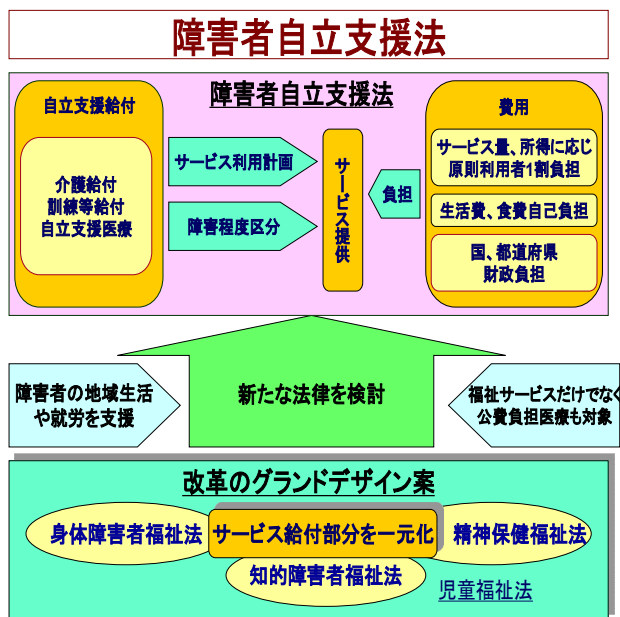 障害者自立支援法
障害者自立支援法
自立支援給付
介護給付
訓練等給付
自立支援医療
サービス利用計画
障害程度区分
サービス提供
負担
費用
サービス量、所得に応じ
原則利用者1割負担
生活費、食費自己負担
国、都道府県
財政負担
障害者の地域生活
や就労を支援
新たな法律を検討
福祉サービスだけでなく
公費負担医療も対象
改革のグランドデザイン案
身体障害者福祉法
サービス給付部分を一元化
精神保健福祉法
知的障害者福祉法
児童福祉法